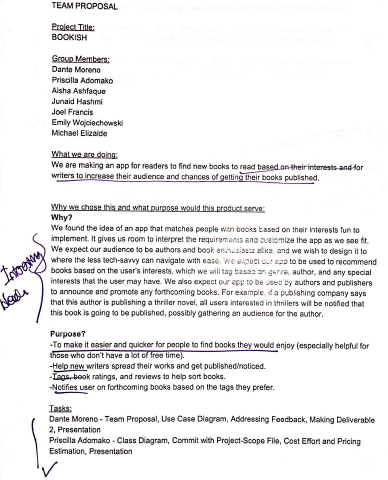 TEAM PROPOSAL
Project Title:
BOOKISH
Group Members:
Dante Moreno
Priscilla Adomako
Aisha Ashfaque
Junaid Hashmi
Joel Francis
Emily Wojciechowski
Michael Elizalde
What we are doing:
We are making an app for readers to find new books to read based on their interests and for
writers to increase their audience and chances of getting their books published.
Why we chose this and what purpose would this product serve:
Why?
We found the idea of an app that matches people with books based on their interests fun to
implement. It gives us room to interpret the requirements and customize the app as we see fit.
We expect our audience to be authors and book enthusiasts alike, and we wish to design it to
where the less tech-savvy can navigate with ease. We expect our app to be used to recommend
books based on the user's interests, which we will tag based on genre, author, and any special
interests that the user may have. We also expect our app to be used by authors and publishers
to announce and promote any forthcoming books. For example, if a publishing company says
that this author is publishing a thriller novel, all users interested in thrillers will be notified that
this book is going to be published, possibly gathering an audience for the author.
Interesting
Purpose?
-To make it easier and quicker for people to find books they would enjoy (especially helpful for
those who don't have a lot of free time).
-Help new writers spread their works and get published/noticed.
-Tags, book ratings, and reviews to help sort books.
-Notifies user on forthcoming books based on the tags they prefer.
Tasks:
Dante Moreno - Team Proposal, Use Case Diagram, Addressing Feedback, Making Deliverable
2, Presentation
Priscilla Adomako - Class Diagram, Commit with Project-Scope File, Cost Effort and Pricing
Estimation, Presentation